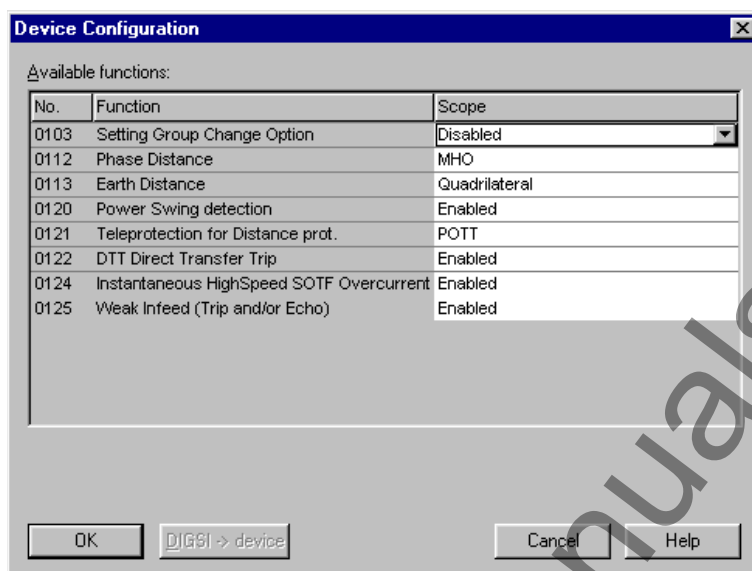 Device Configuration
Available functions:
No. Function Scope
0103 Setting Group Change Option Disabled
0112 Phase Distance MHO
0113 Earth Distance Quadrilateral
0120 Power Swing detection Enabled
0121 Teleprotection for Distance prot. POTT
0122 DTT Direct Transfer Trip Enabled
0124 Instantaneous HighSpeed SOTF Overcurrent Enabled
0125 Weak Infeed (Trip and/or Echo) Enabled
OK DIGSI -> device Cancel Help